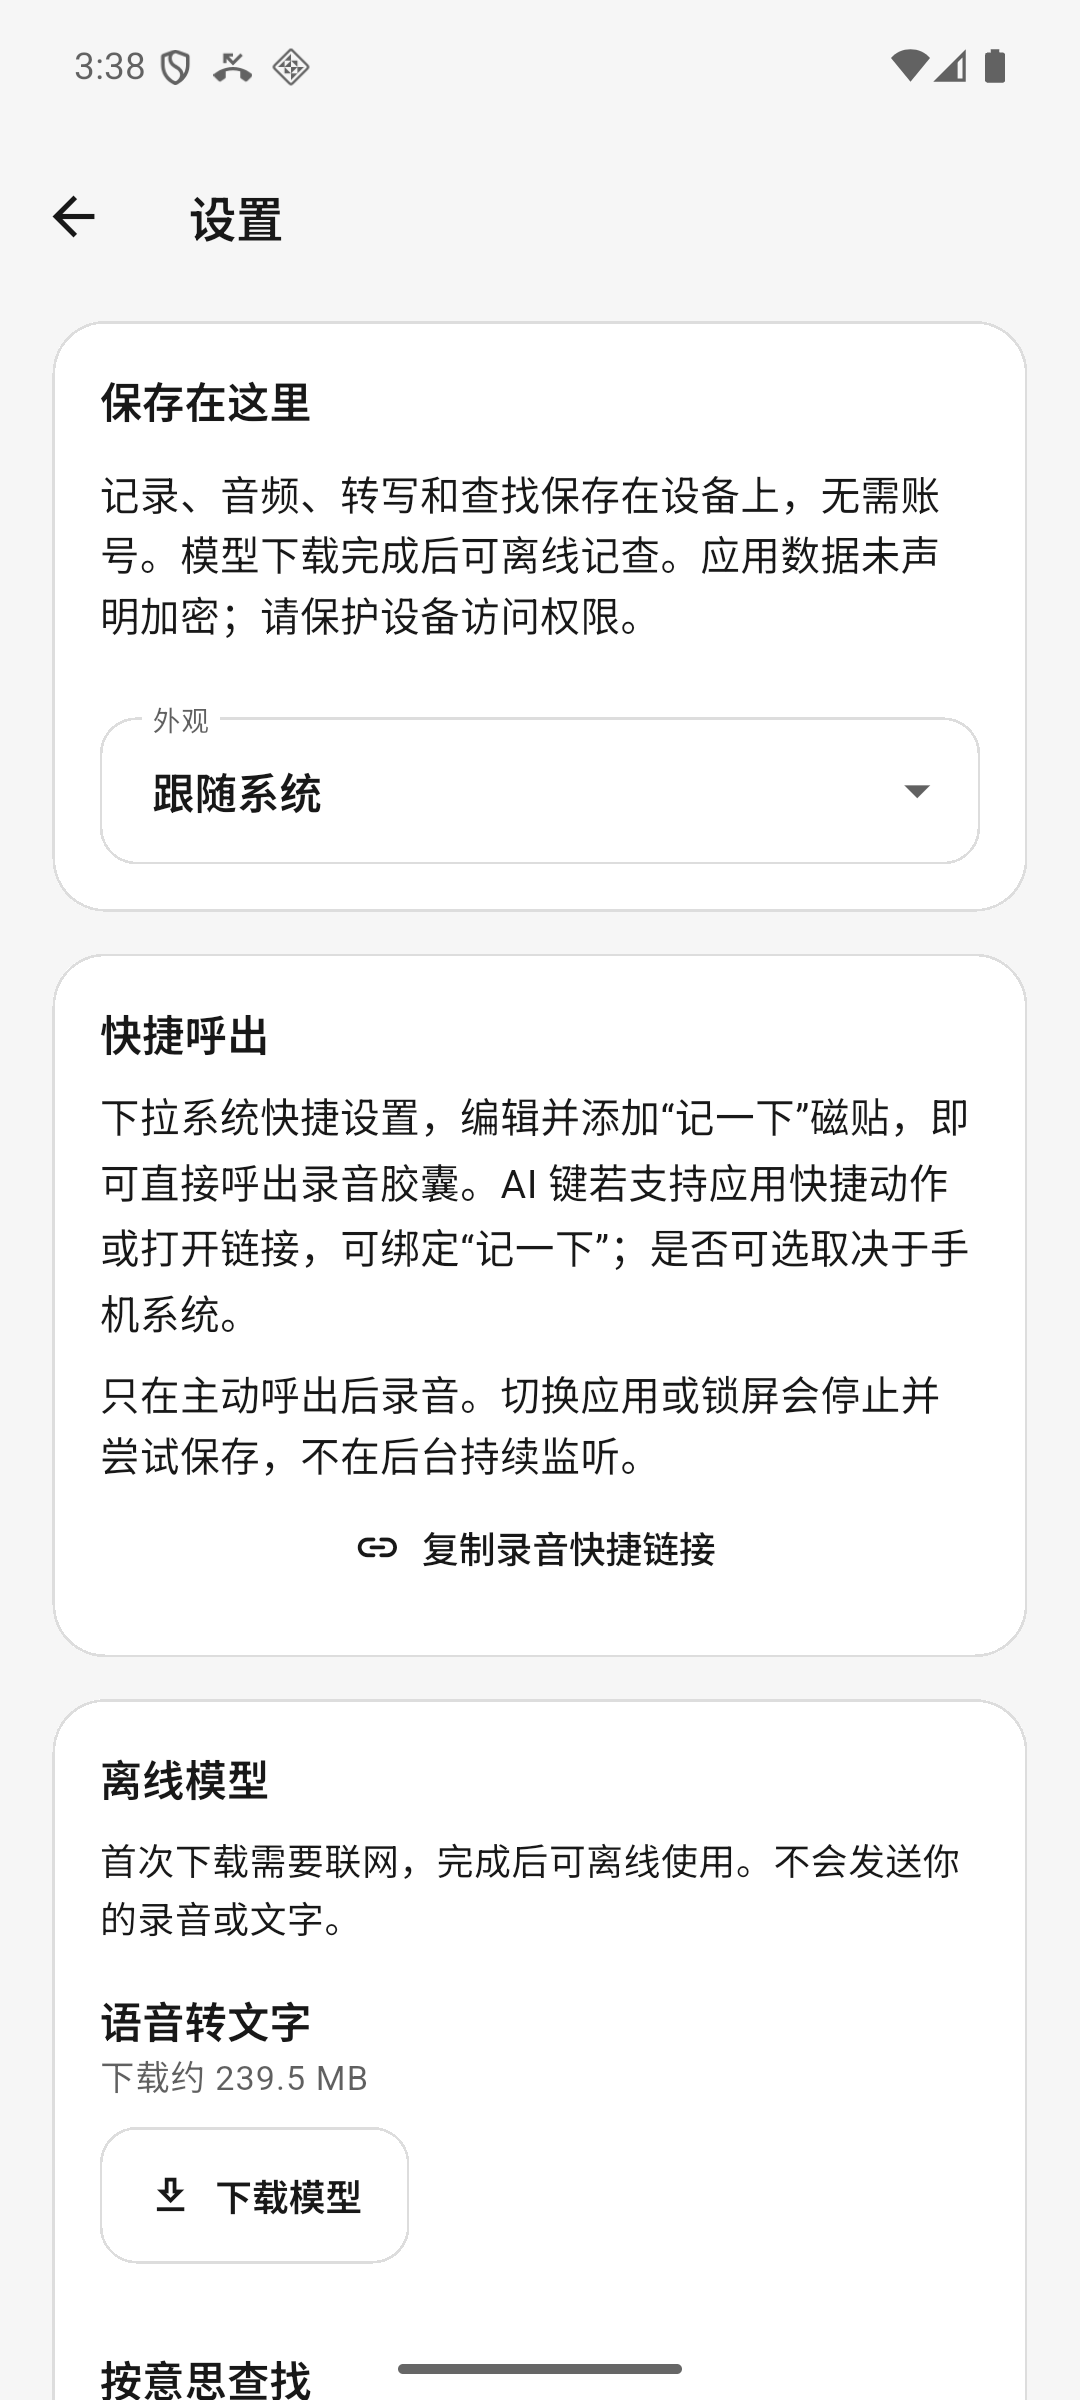 3:38
设置
保存在这里
记录、音频、转写和查找保存在设备上，无需账
号。模型下载完成后可离线记查。应用数据未声
明加密；请保护设备访问权限。
外观
跟随系统
快捷呼出
下拉系统快捷设置，编辑并添加“记一下”磁贴，即
可直接呼出录音胶囊。AI 键若支持应用快捷动作
或打开链接，可绑定“记一下”；是否可选取决于手
机系统。
只在主动呼出后录音。切换应用或锁屏会停止并
尝试保存，不在后台持续监听。
复制录音快捷链接
离线模型
首次下载需要联网，完成后可离线使用。不会发送你
的录音或文字。
语音转文字
下载约 239.5 MB
下载模型
按意思查找